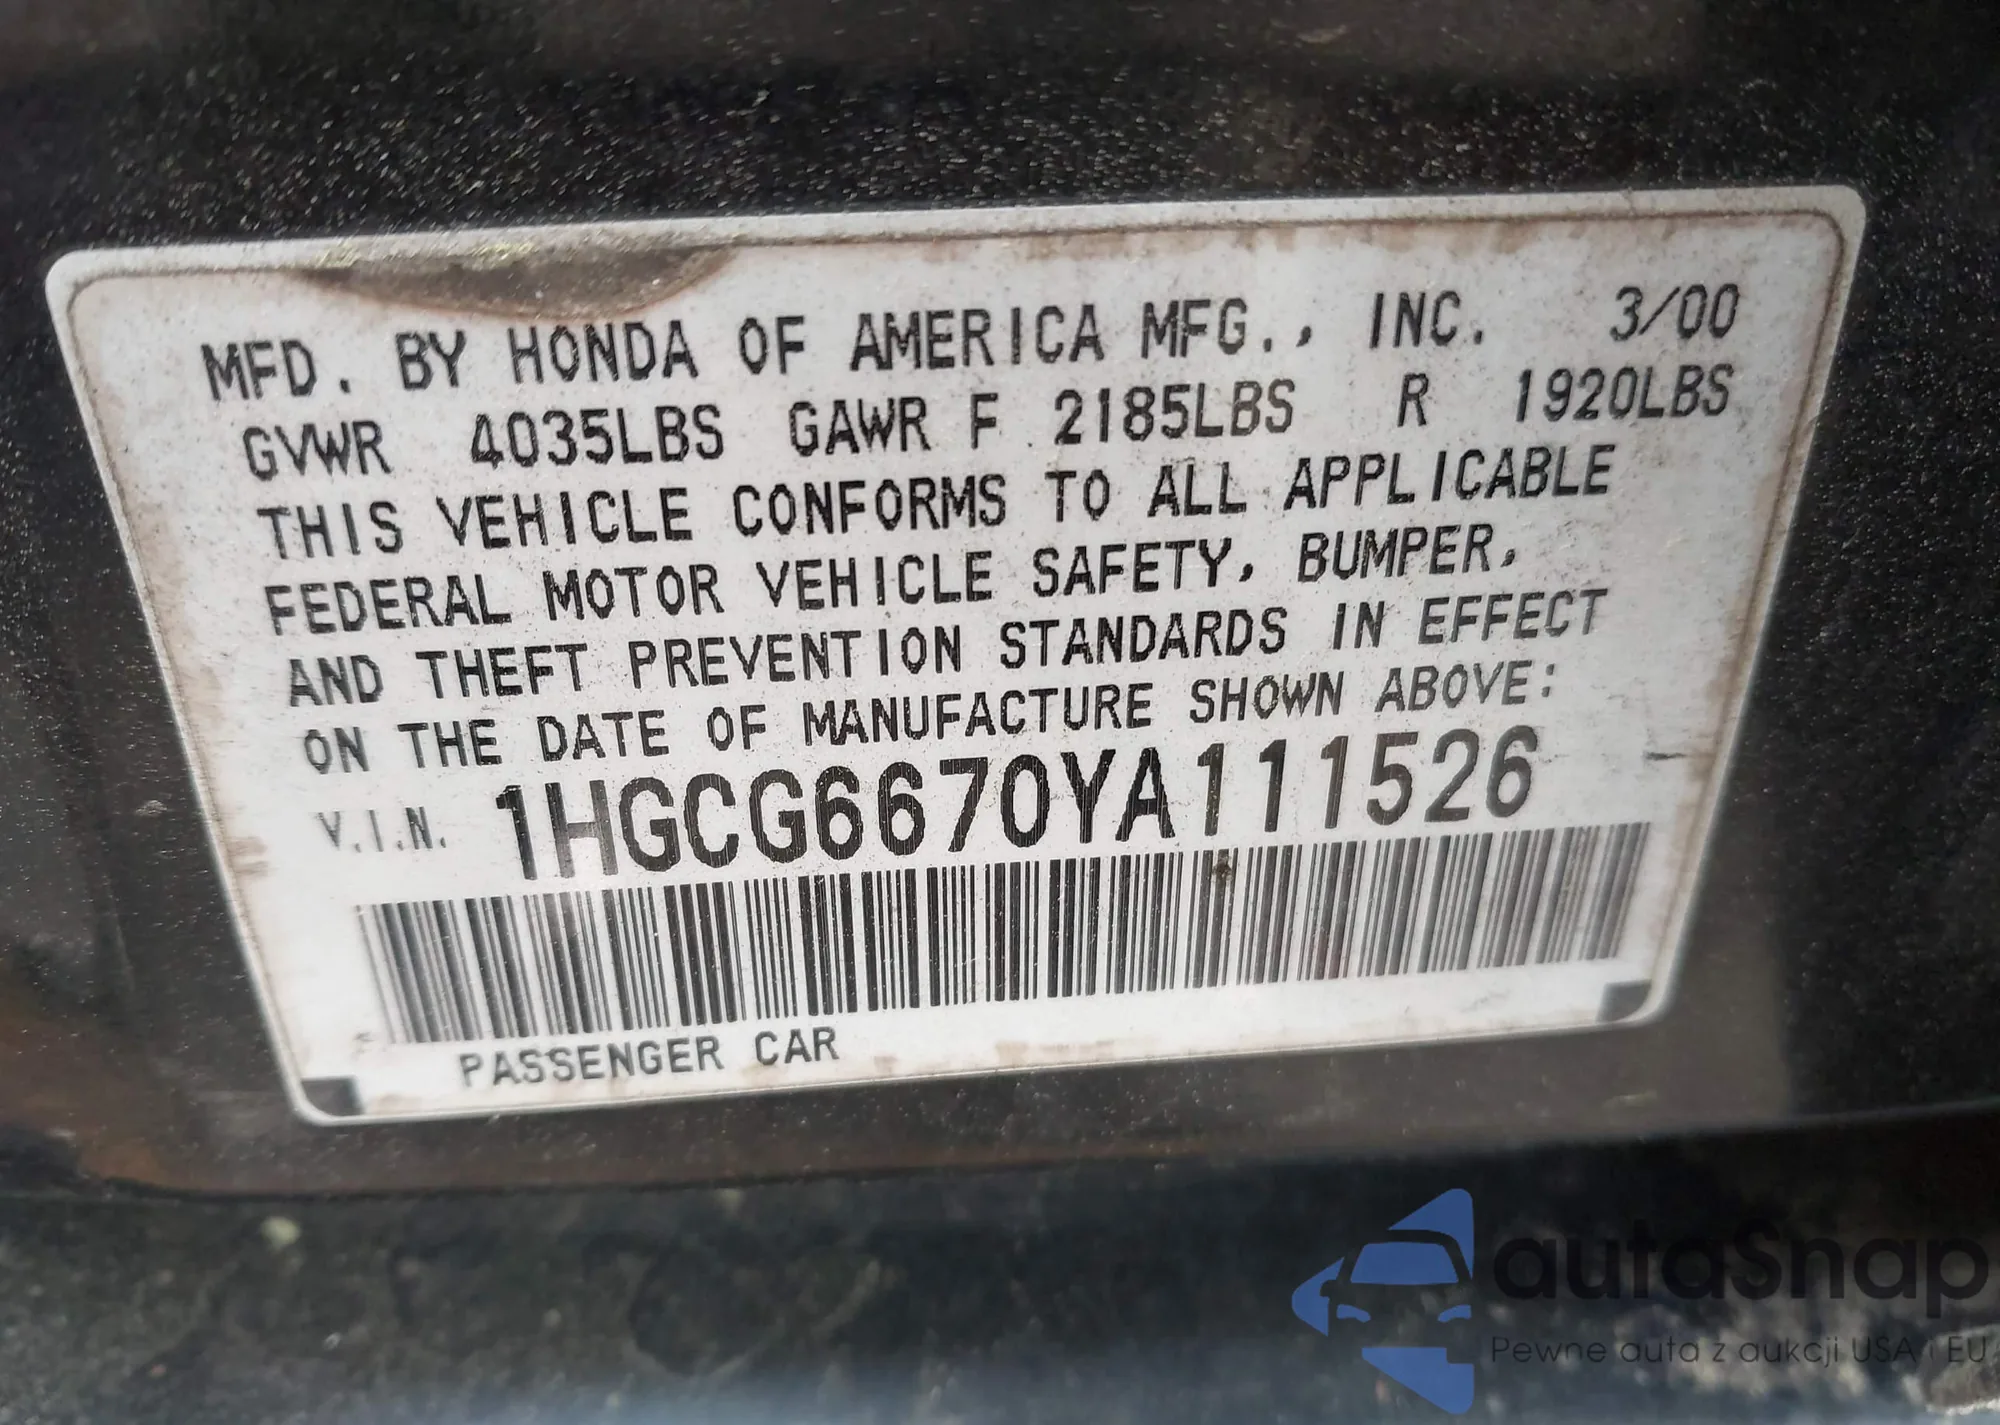 MFD. BY HONDA OF AMERICA MFG., INC. 3/00
GVWR 4035LBS GAWR F 2185LBS R 1920LBS
THIS VEHICLE CONFORMS TO ALL APPLICABLE
FEDERAL MOTOR VEHICLE SAFETY, BUMPER,
AND THEFT PREVENTION STANDARDS IN EFFECT
ON THE DATE OF MANUFACTURE SHOWN ABOVE:
V.I.N. 1HGCG6670YA111526
PASSENGER CAR
autaSnap
Pewne auta z aukcji USA i EU